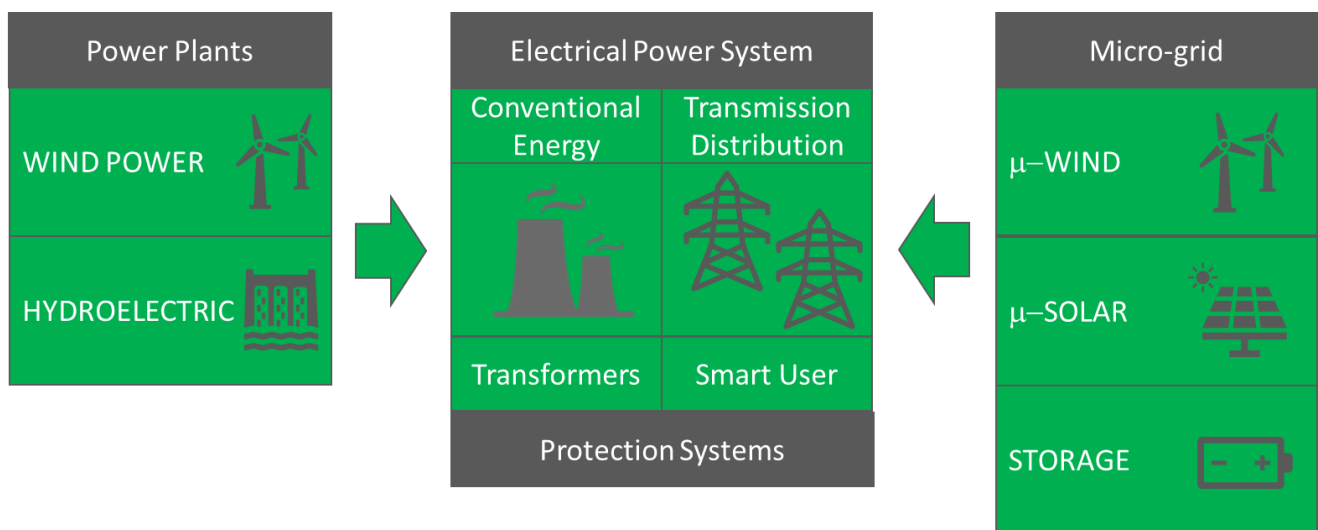 Power Plants
WIND POWER
HYDROELECTRIC
Electrical Power System
Conventional
Energy
Transmission
Distribution
Transformers
Smart User
Protection Systems
Micro-grid
μ–WIND
μ–SOLAR
STORAGE